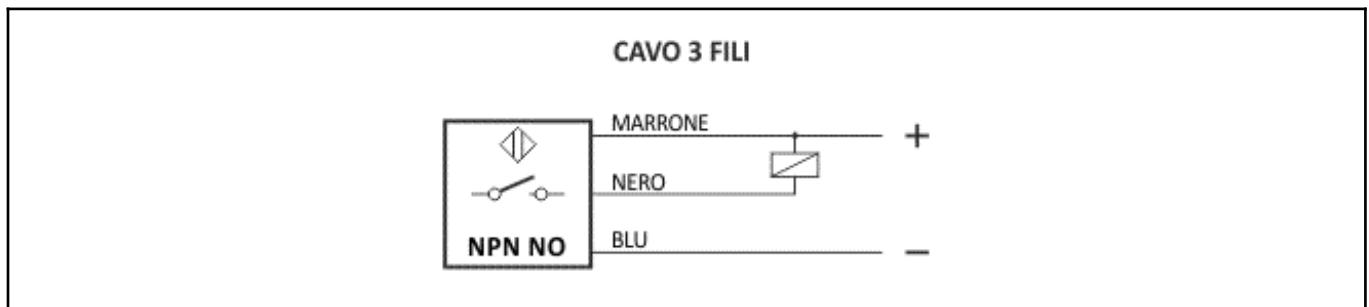 CAVO 3 FILI
MARRONE
+
NERO
NPN NO
BLU
−